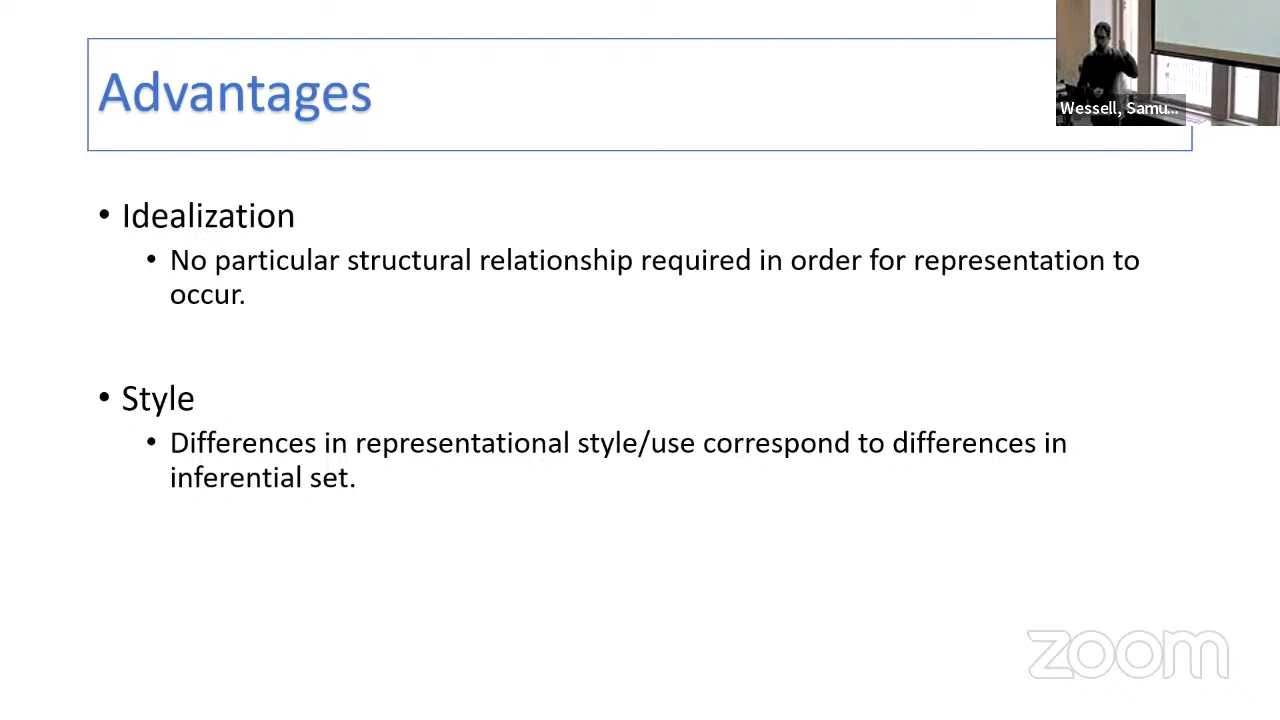 Advantages
Wessell, Samu...
• Idealization
• No particular structural relationship required in order for representation to
occur.
• Style
• Differences in representational style/use correspond to differences in
inferential set.
zoom